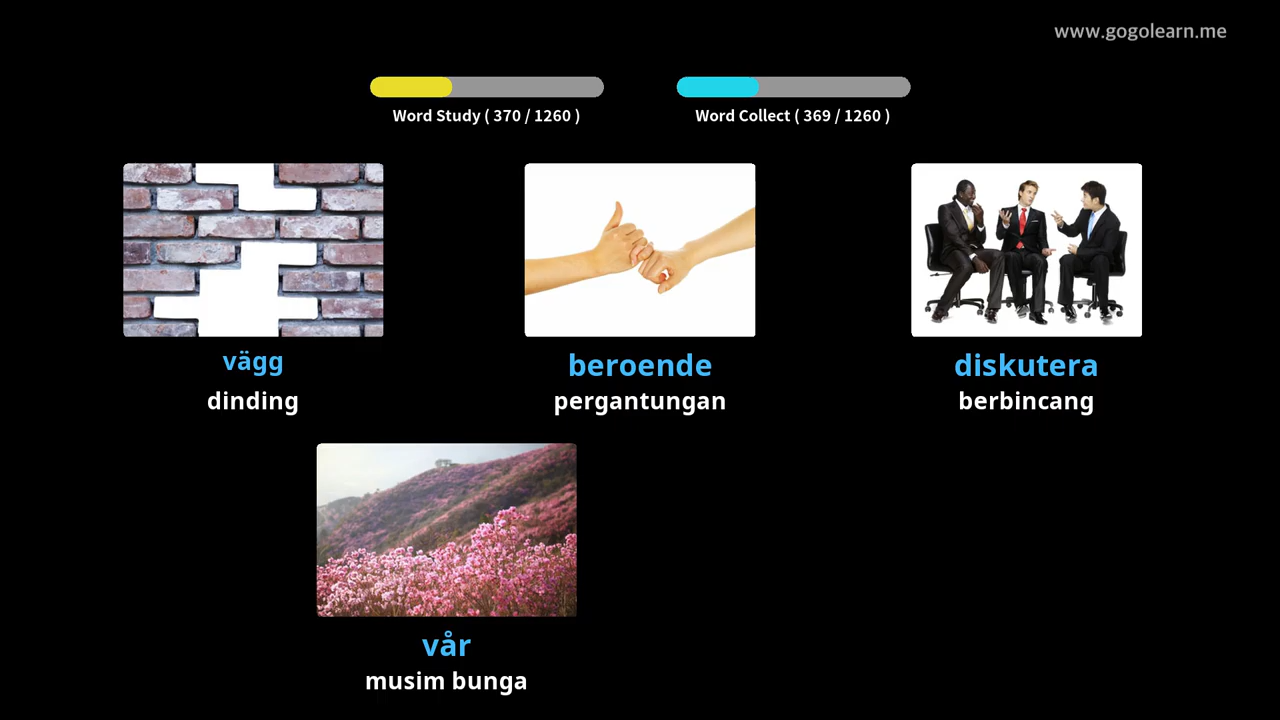 www.gogolearn.me
Word Study ( 370 / 1260 )
Word Collect ( 369 / 1260 )
vägg
dinding
beroende
pergantungan
diskutera
berbincang
vår
musim bunga